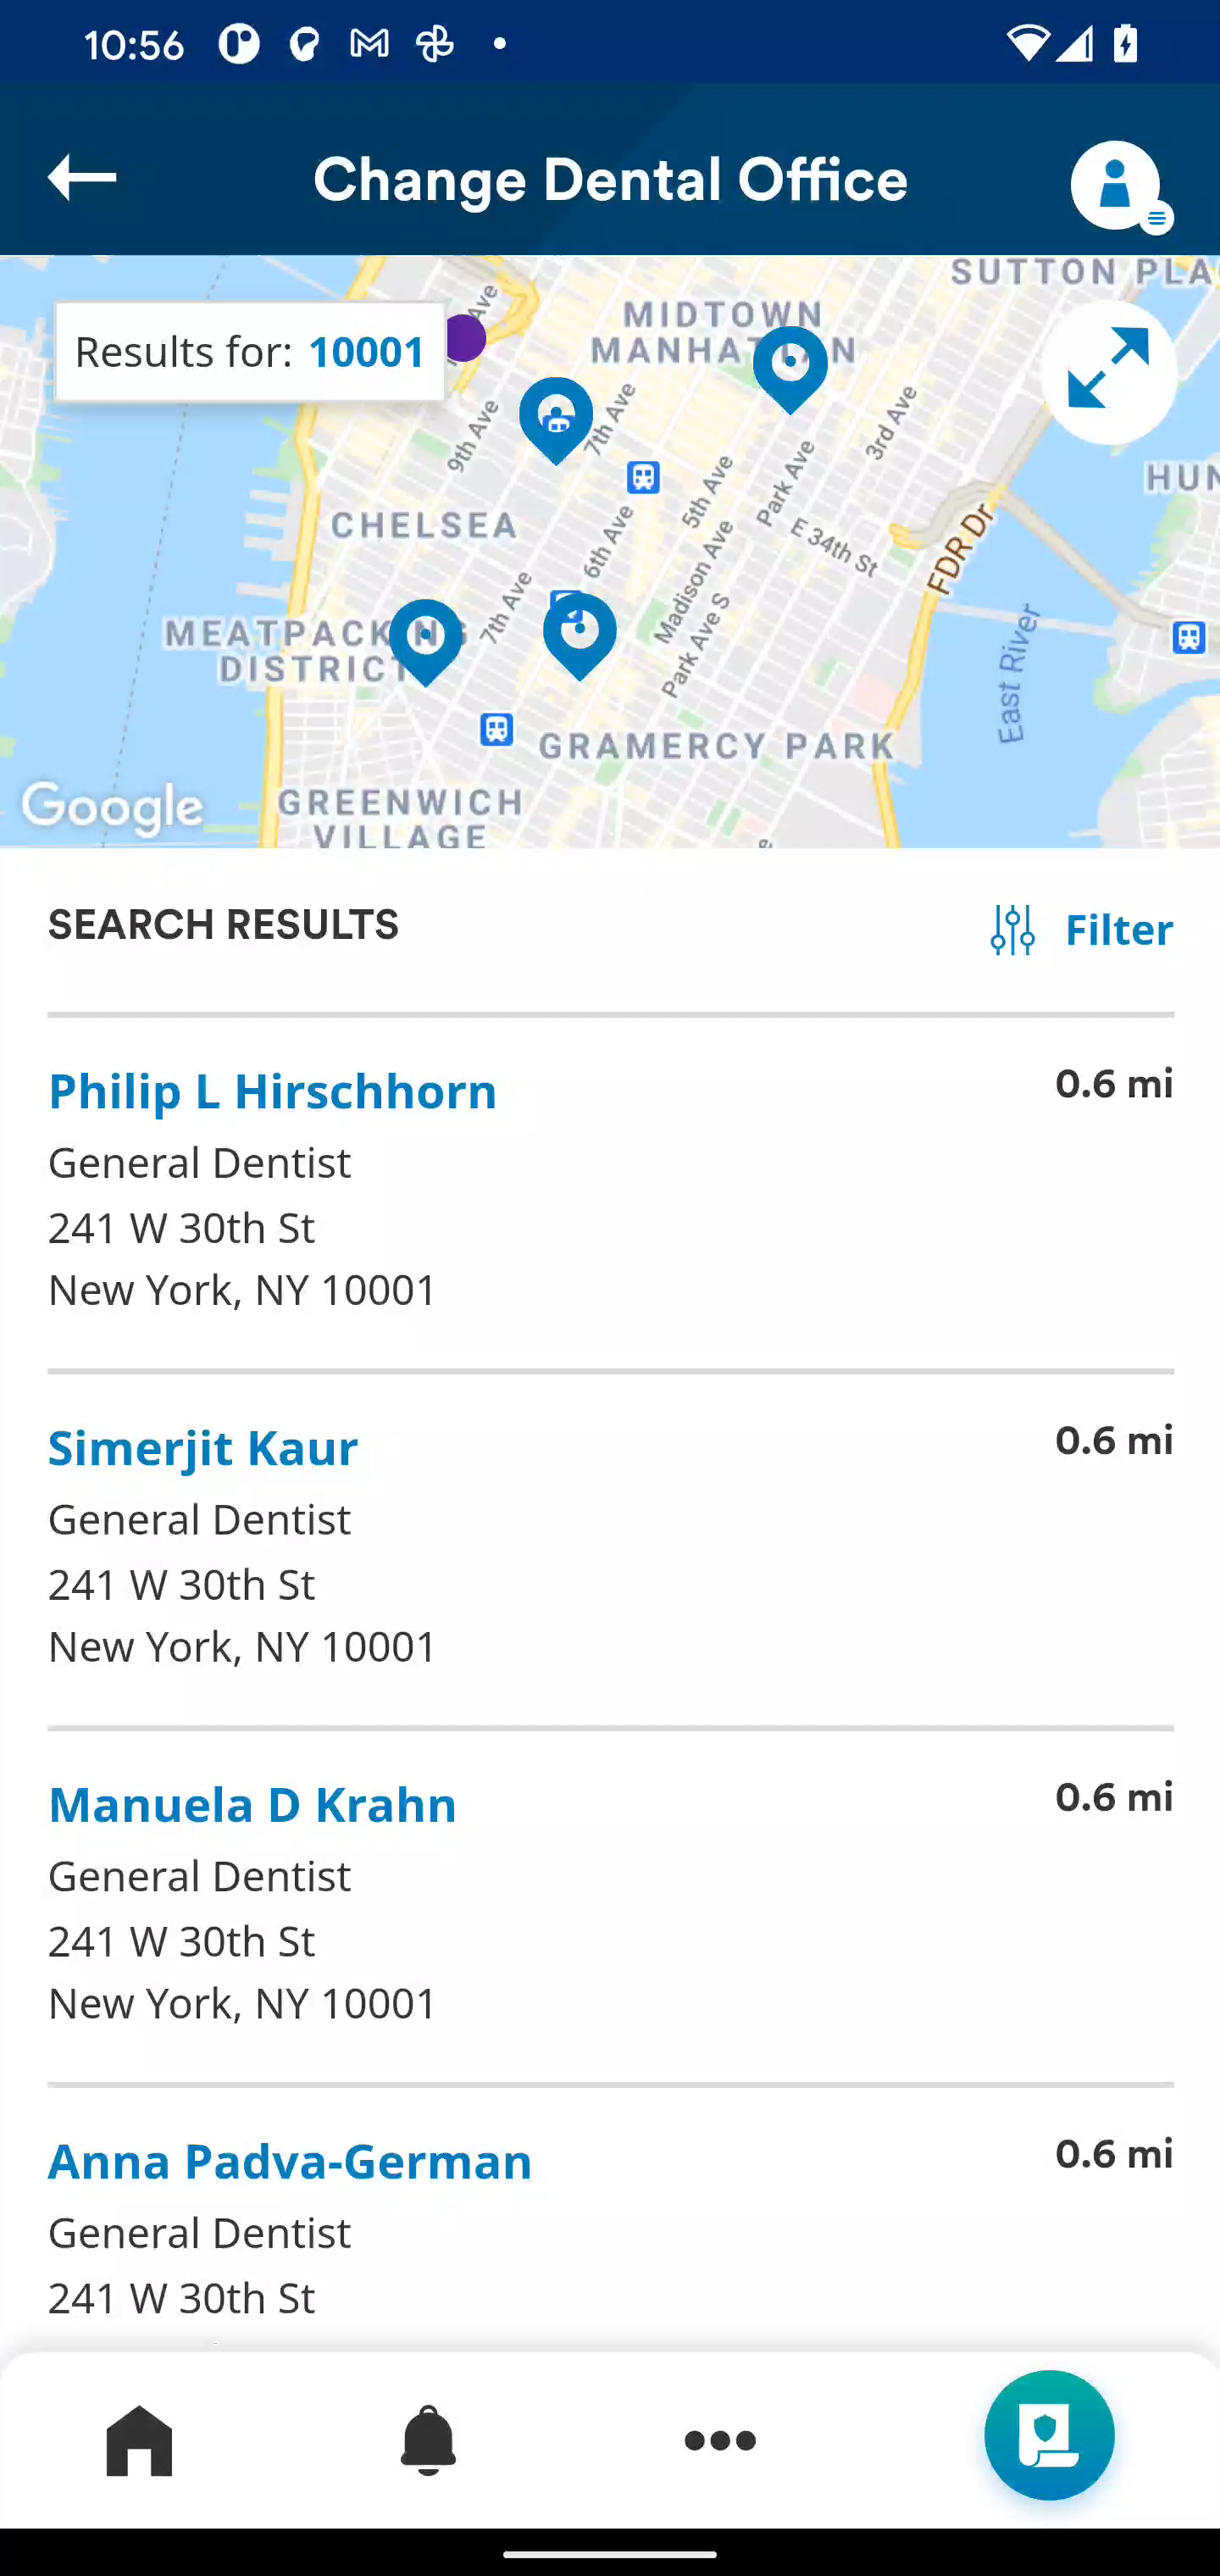 10:56
Change Dental Office
SUTTON PLA
Results for: 10001
MIDTOWN
MANHATTAN
9th Ave
7th Ave
3rd Ave
HUN
5th Ave
Park Ave
CHELSEA
6th Ave
E 34th St
FDR Dr
7th Ave
Madison Ave
MEATPACKING
DISTRICT
Park Ave S
East River
GRAMERCY PARK
Google
GREENWICH
VILLAGE
SEARCH RESULTS
Filter
Philip L Hirschhorn
0.6 mi
General Dentist
241 W 30th St
New York, NY 10001
Simerjit Kaur
0.6 mi
General Dentist
241 W 30th St
New York, NY 10001
Manuela D Krahn
0.6 mi
General Dentist
241 W 30th St
New York, NY 10001
Anna Padva-German
0.6 mi
General Dentist
241 W 30th St